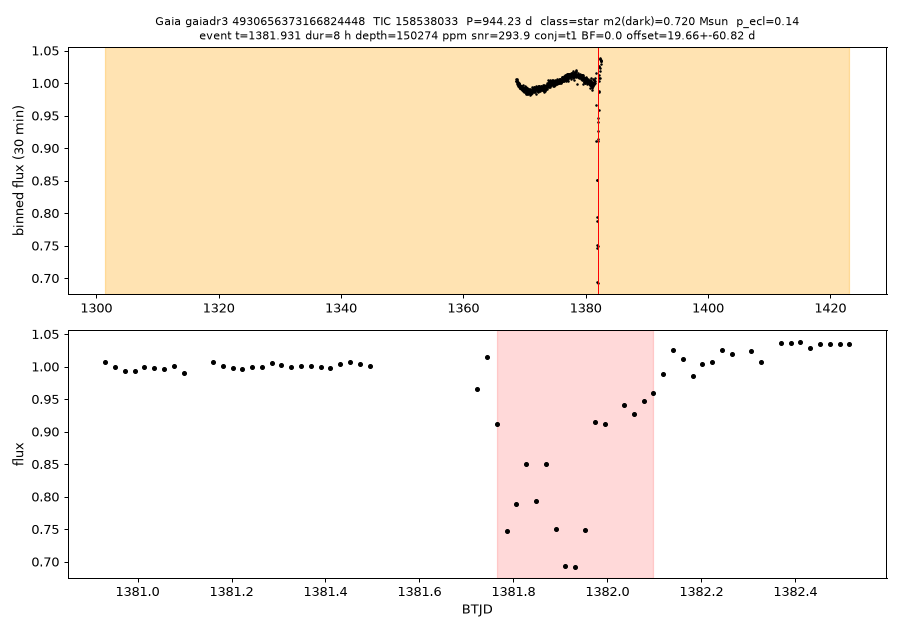 Gaia gaiadr3 4930656373166824448  TIC 158538033  P=944.23 d  class=star m2(dark)=0.720 Msun  p_ecl=0.14
event t=1381.931 dur=8 h depth=150274 ppm snr=293.9 conj=t1 BF=0.0 offset=19.66+-60.82 d
binned flux (30 min)
1.05
1.00
0.95
0.90
0.85
0.80
0.75
0.70
1300 1320 1340 1360 1380 1400 1420
flux
1.05
1.00
0.95
0.90
0.85
0.80
0.75
0.70
1381.0 1381.2 1381.4 1381.6 1381.8 1382.0 1382.2 1382.4
BTJD